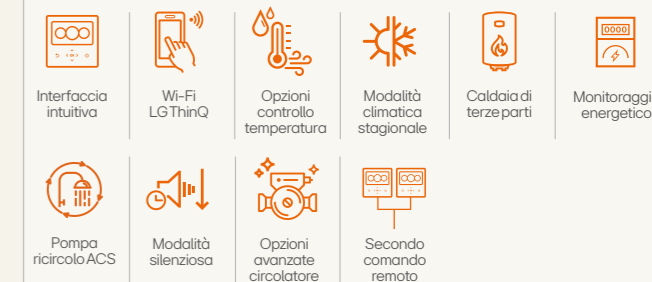 Interfaccia
intuitiva
Wi-Fi
LG ThinQ
Opzioni
controllo
temperatura
Modalità
climatica
stagionale
Caldaia di
terze parti
Monitoraggi
energetico
Pompa
ricircolo ACS
Modalità
silenziosa
Opzioni
avanzate
circolatore
Secondo
comando
remoto